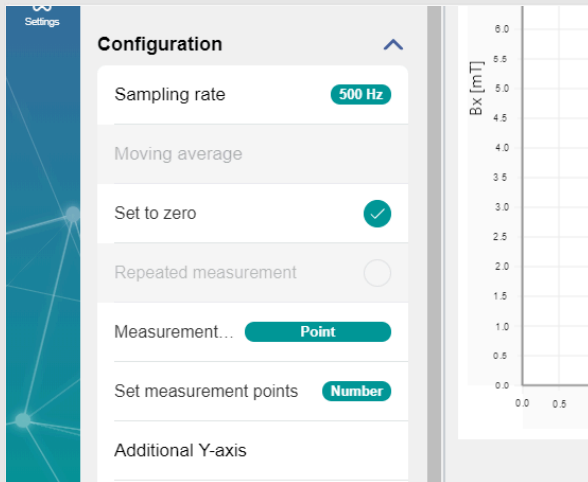 Settings
Configuration
Sampling rate 500 Hz
Moving average
Set to zero
Repeated measurement
Measurement... Point
Set measurement points Number
Additional Y-axis
Bx [mT]
6.0
5.5
5.0
4.5
4.0
3.5
3.0
2.5
2.0
1.5
1.0
0.5
0.0
0.0 0.5